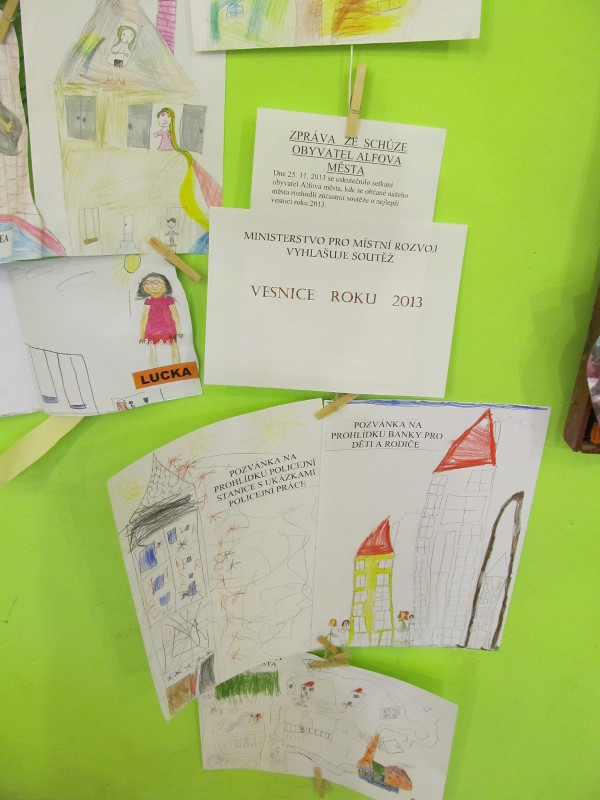 ZPRÁVA ZE SCHŮZE
OBYVATEL ALFOVA
MĚSTA
Dne 25. 11. 2013 se uskutečnilo setkání
obyvatel Alfova města, kde se občané našeho
města rozhodli zúčastnit soutěže o nejlepší
vesnici roku 2013.
MINISTERSTVO PRO MÍSTNÍ ROZVOJ
VYHLAŠUJE SOUTĚŽ
VESNICE ROKU 2013
LUCKA
POZVÁNKA NA
PROHLÍDKU POLICEJNÍ
STANICE S UKÁZKAMI
POLICEJNÍ PRÁCE
POZVÁNKA NA
PROHLÍDKU BANKY PRO
DĚTI A RODIČE